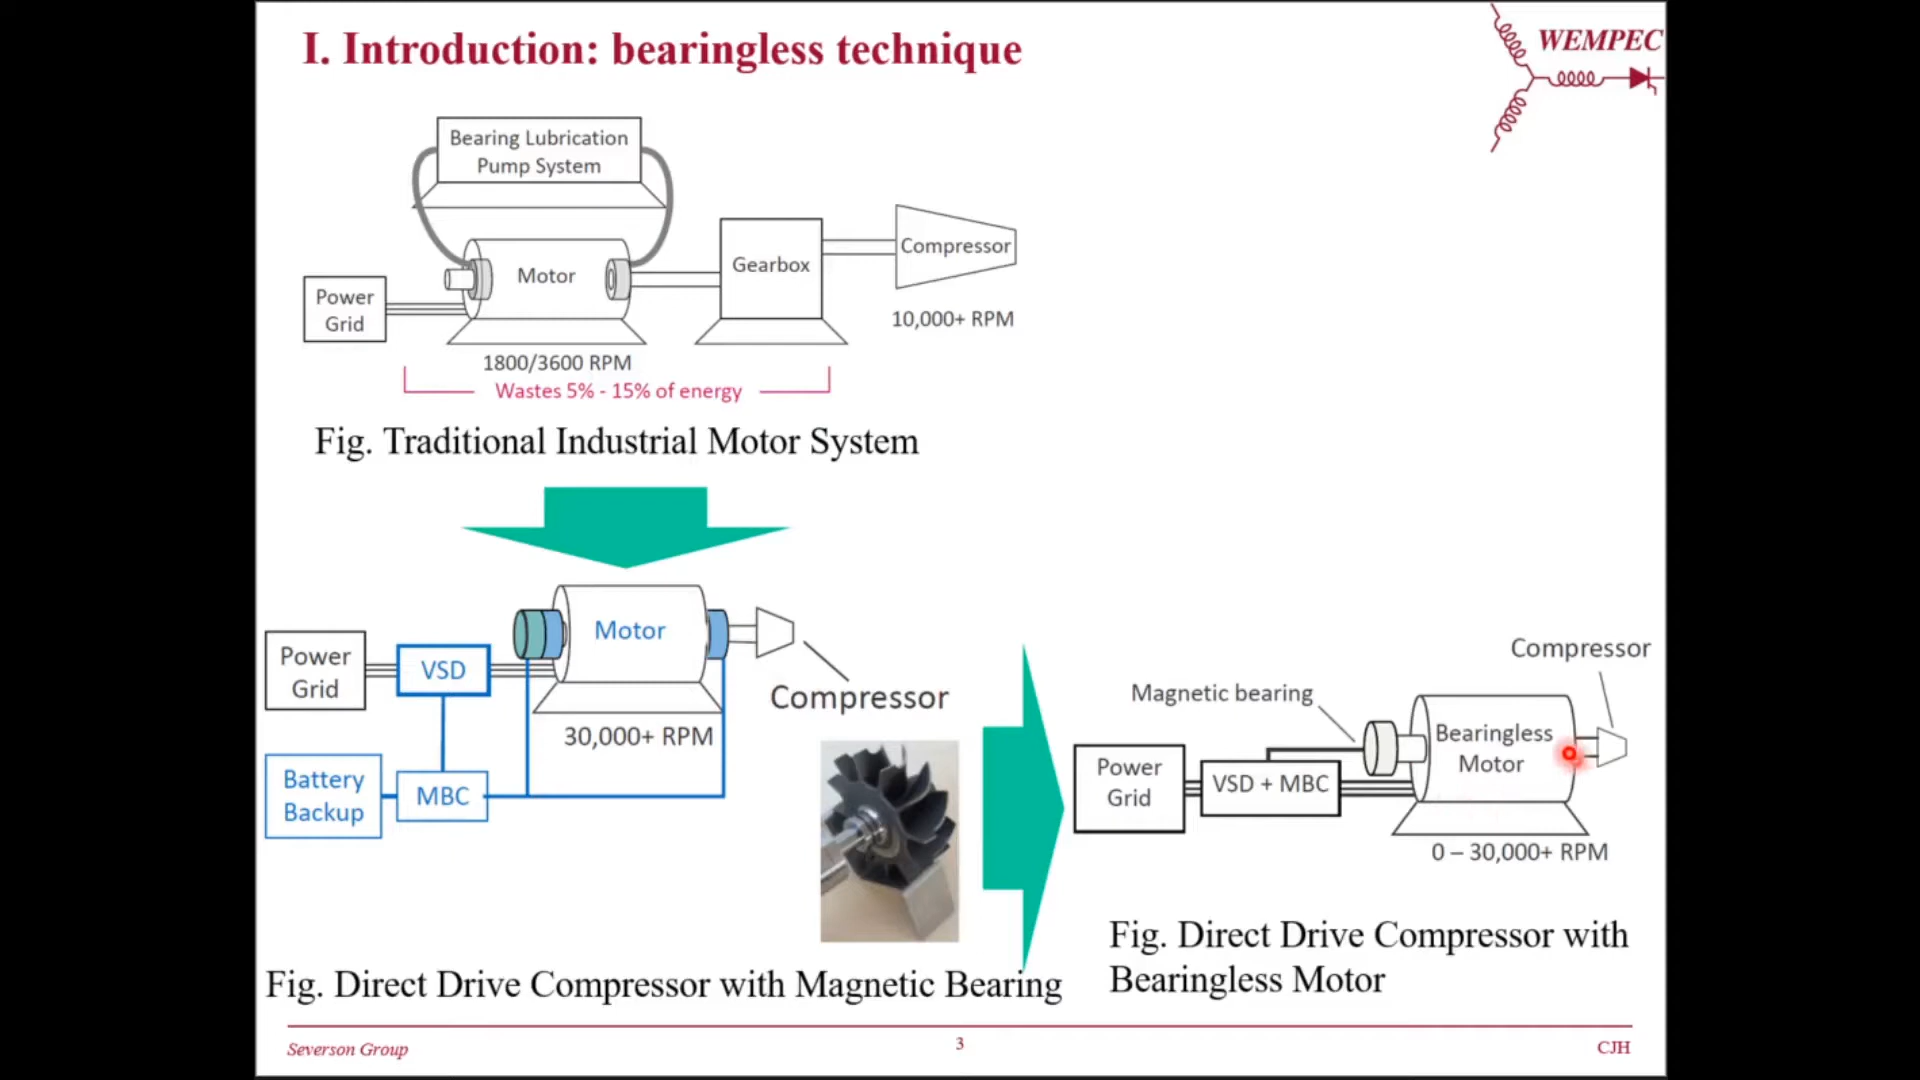 I. Introduction: bearingless technique
WEMPEC
Bearing Lubrication
Pump System
Motor
Gearbox
Compressor
Power
Grid
10,000+ RPM
1800/3600 RPM
Wastes 5% - 15% of energy
Fig. Traditional Industrial Motor System
Motor
Power
Grid
VSD
Compressor
30,000+ RPM
Battery
Backup
MBC
Fig. Direct Drive Compressor with Magnetic Bearing
Compressor
Magnetic bearing
Bearingless
Motor
Power
Grid
VSD + MBC
0 – 30,000+ RPM
Fig. Direct Drive Compressor with
Bearingless Motor
Severson Group
3
CJH